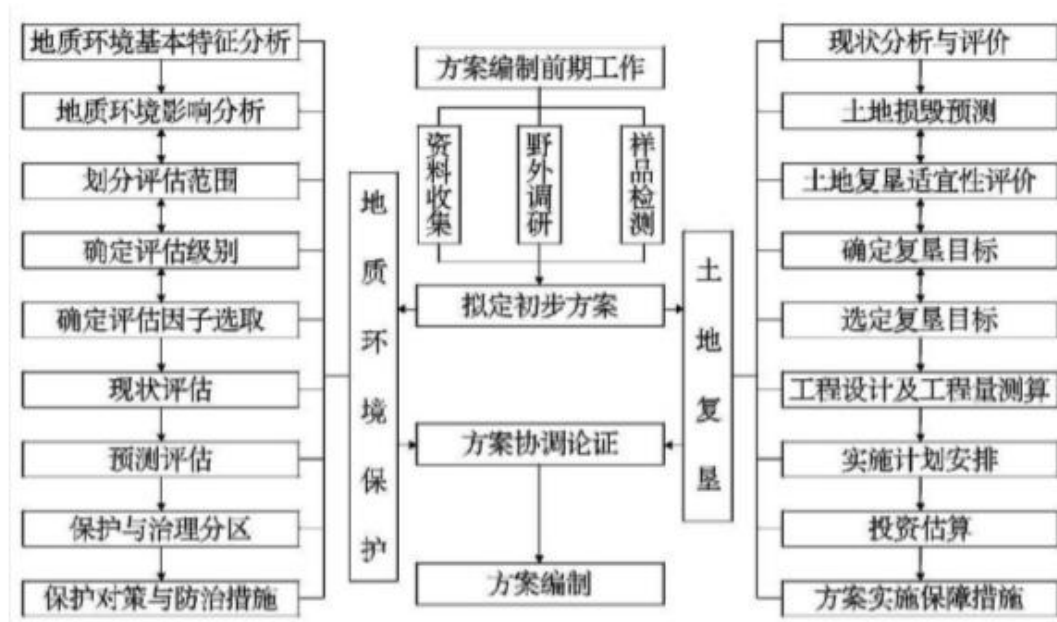 地质环境基本特征分析
地质环境影响分析
划分评估范围
确定评估级别
确定评估因子选取
现状评估
预测评估
保护与治理分区
保护对策与防治措施
地质环境保护
方案编制前期工作
资料收集
野外调研
样品检测
拟定初步方案
方案协调论证
方案编制
土地复垦
现状分析与评价
土地损毁预测
土地复垦适宜性评价
确定复垦目标
选定复垦目标
工程设计及工程量测算
实施计划安排
投资估算
方案实施保障措施